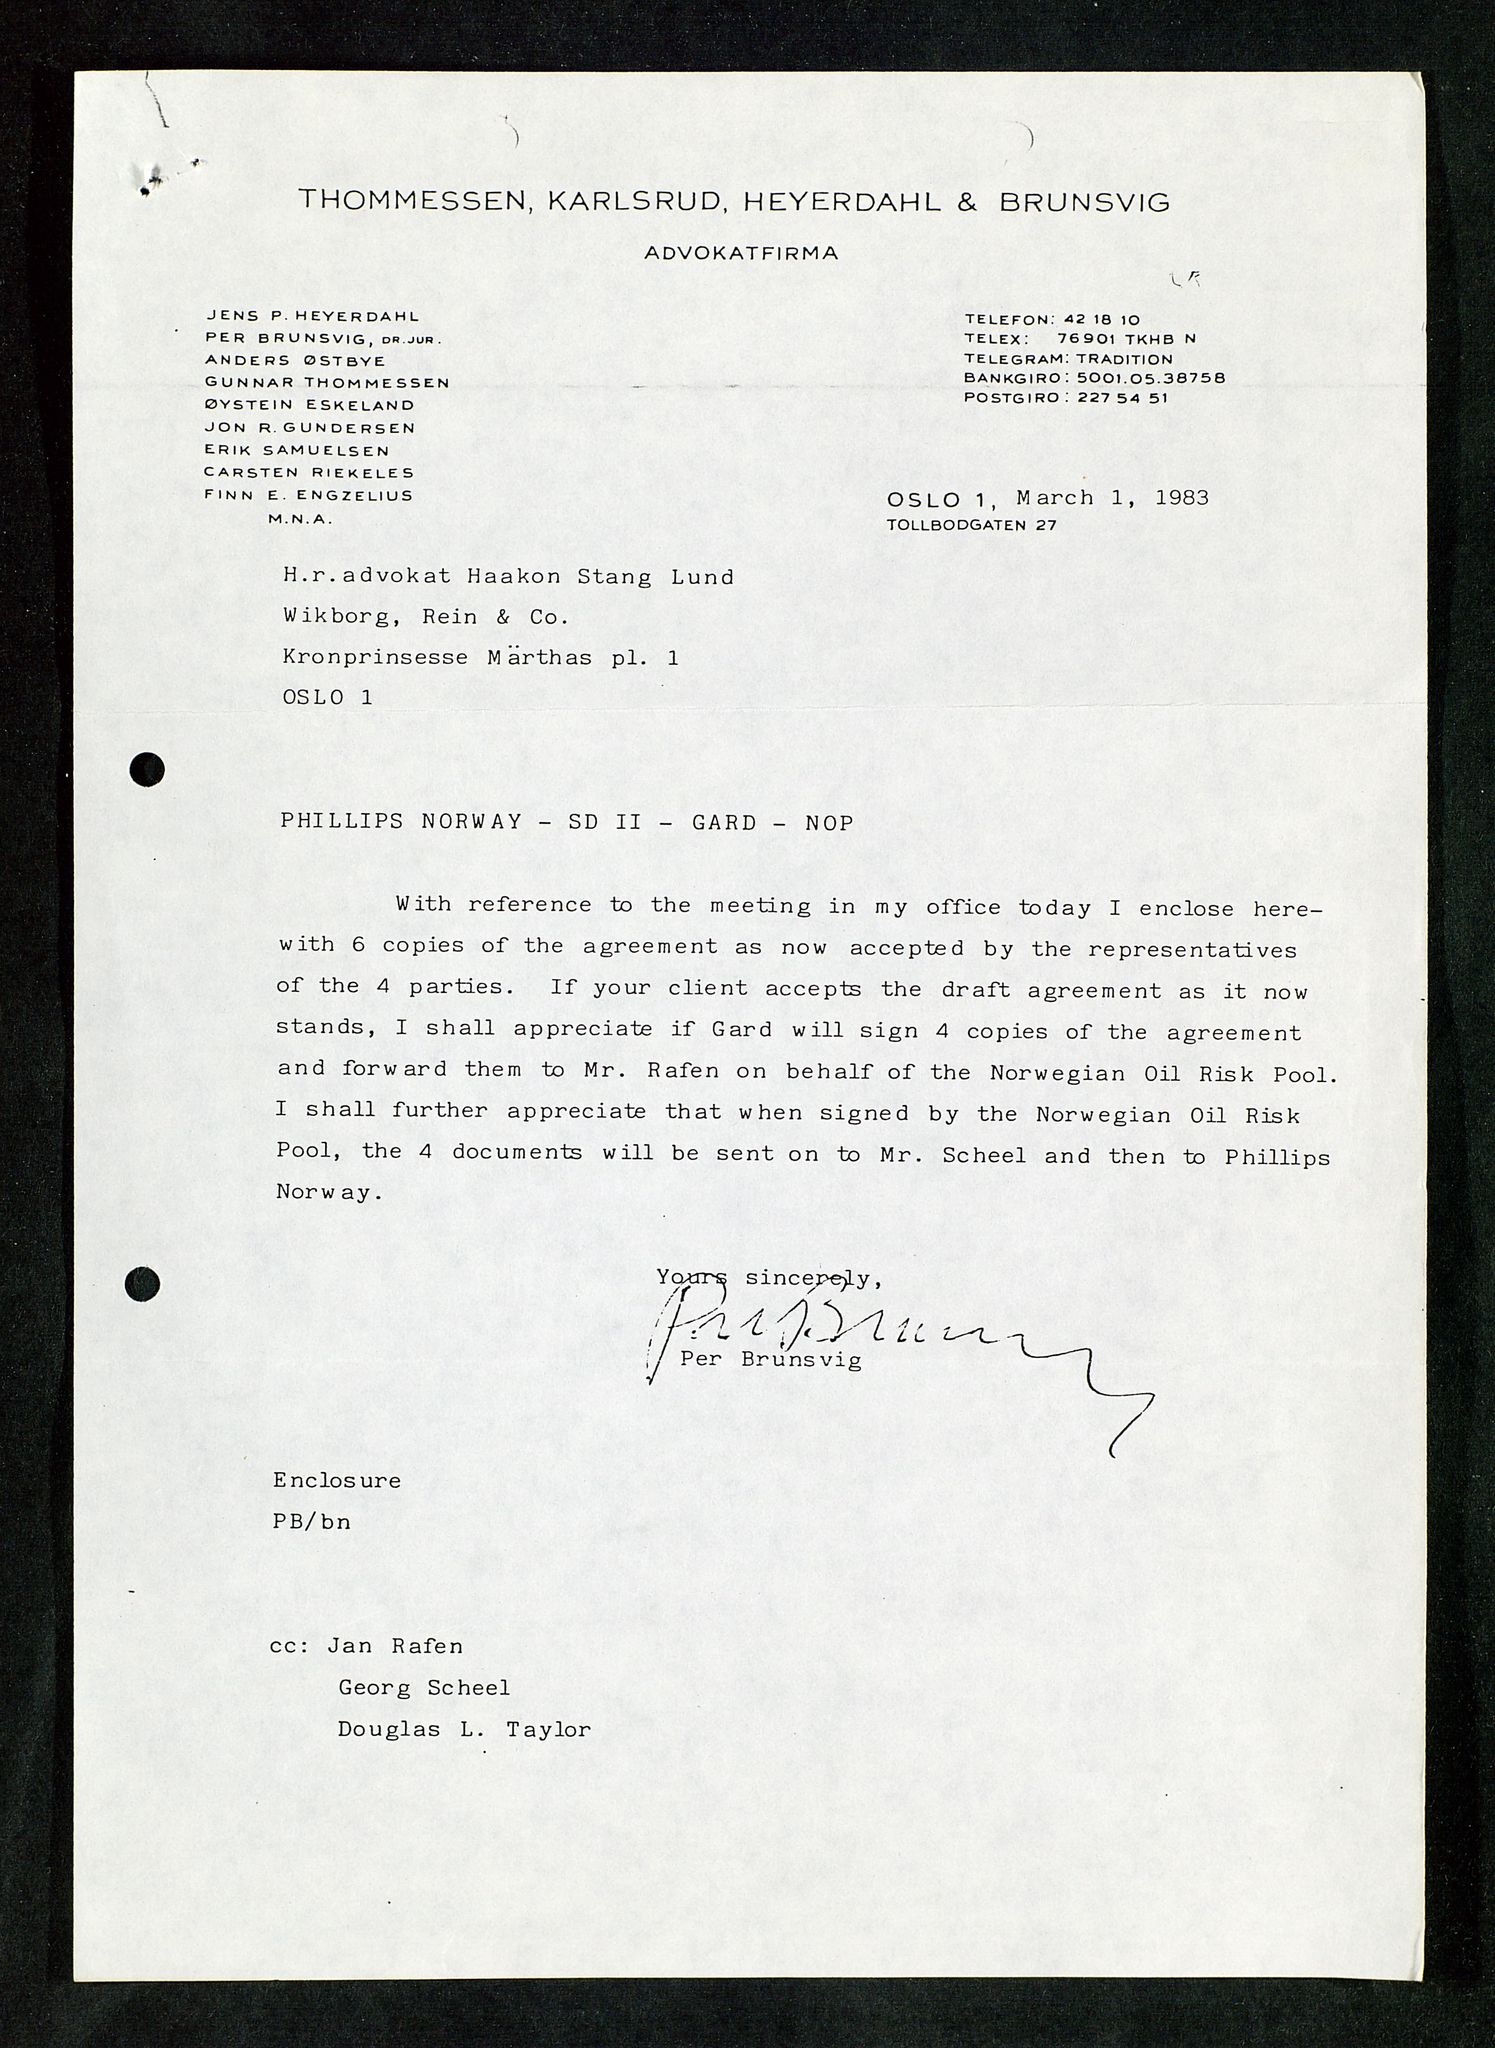 THOMMESSEN, KARLSRUD, HEYERDAHL & BRUNSVIG
ADVOKATFIRMA
JENS P. HEYERDAHL
PER BRUNSVIG, DR. JUR.
ANDERS ØSTBYE
GUNNAR THOMMESSEN
ØYSTEIN ESKELAND
JON R. GUNDERSEN
ERIK SAMUELSEN
CARSTEN RIEKELES
FINN E. ENGZELIUS
M.N.A.
TELEFON: 42 18 10
TELEX: 76901 TKHB N
TELEGRAM: TRADITION
BANKGIRO: 5001.05.38758
POSTGIRO: 227 54 51
OSLO 1, March 1, 1983
TOLLBODGATEN 27
H.r.advokat Haakon Stang Lund
Wikborg, Rein & Co.
Kronprinsesse Märthas pl. 1
OSLO 1
PHILLIPS NORWAY - SD II - GARD - NOP
With reference to the meeting in my office today I enclose here-
with 6 copies of the agreement as now accepted by the representatives
of the 4 parties. If your client accepts the draft agreement as it now
stands, I shall appreciate if Gard will sign 4 copies of the agreement
and forward them to Mr. Rafen on behalf of the Norwegian Oil Risk Pool.
I shall further appreciate that when signed by the Norwegian Oil Risk
Pool, the 4 documents will be sent on to Mr. Scheel and then to Phillips
Norway.
Yours sincerely,
Per Brunsvig
Enclosure
PB/bn
cc: Jan Rafen
Georg Scheel
Douglas L. Taylor